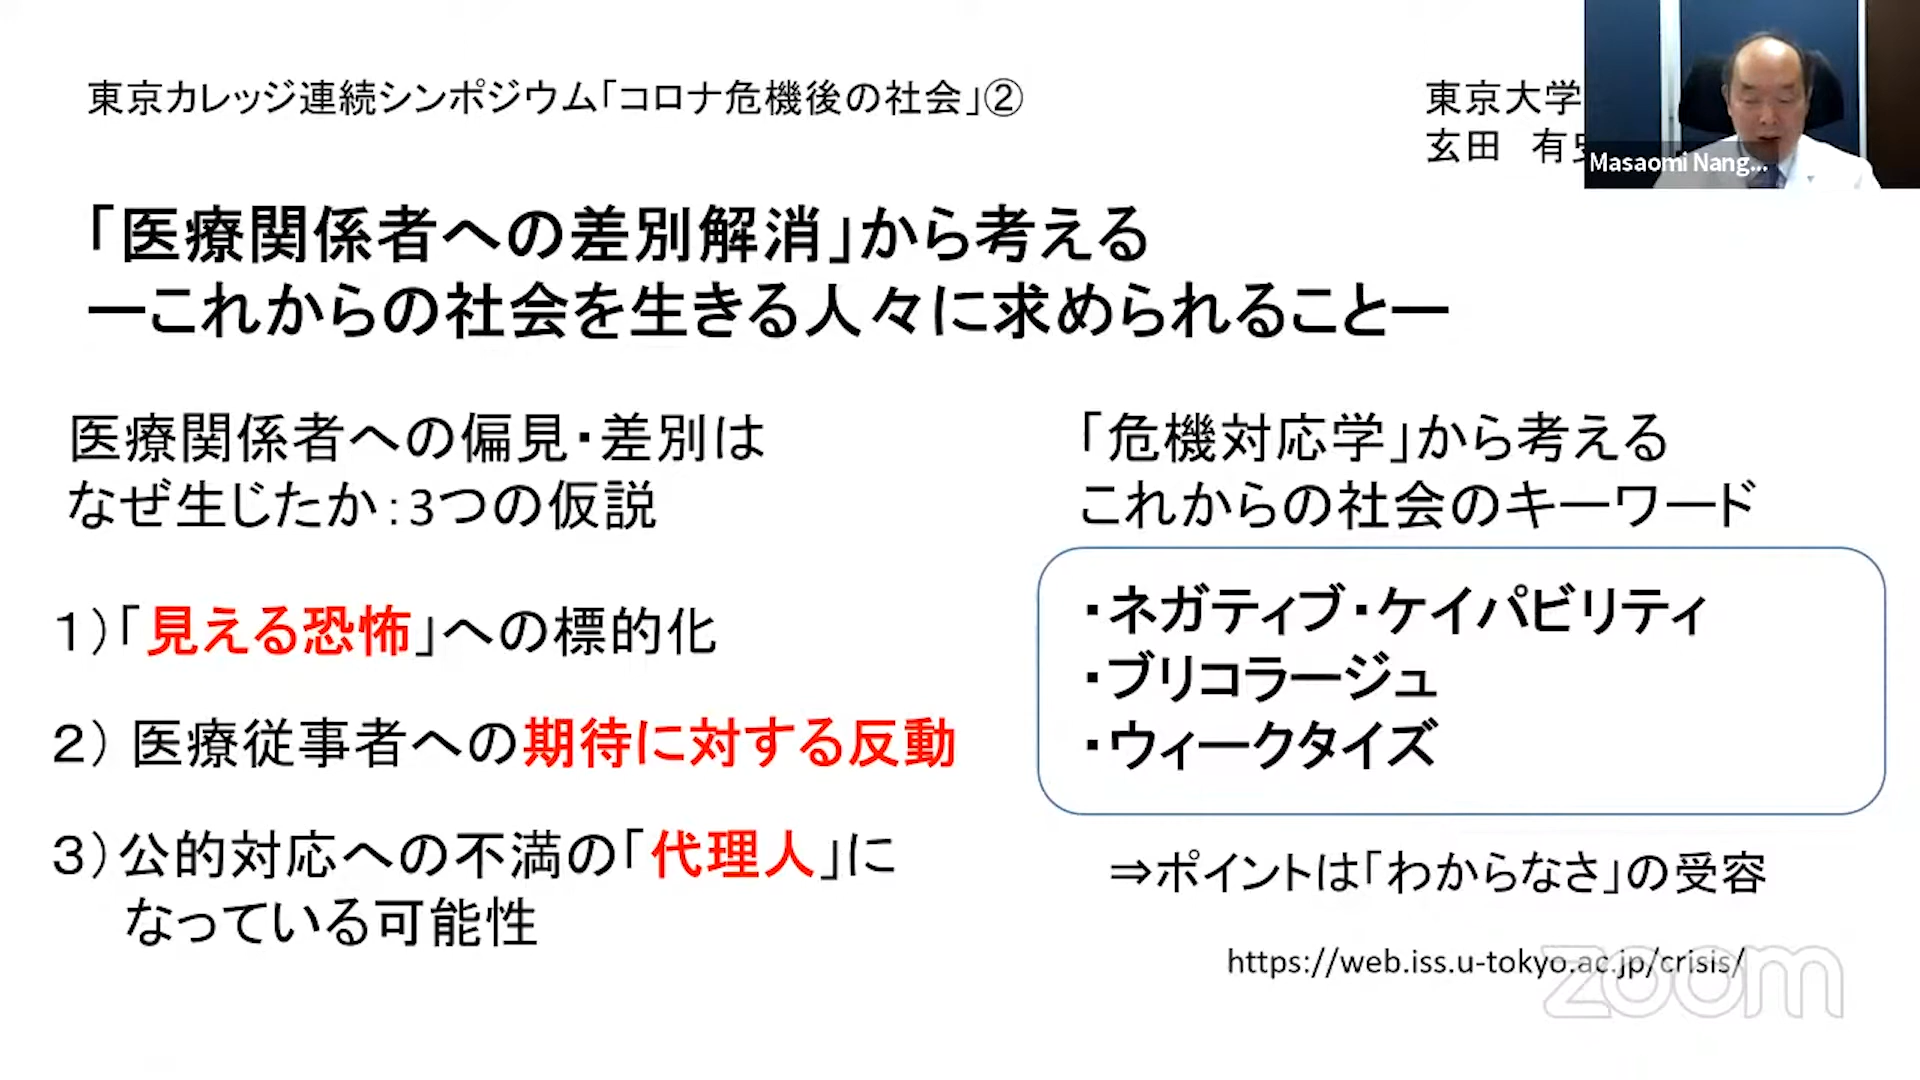 東京カレッジ連続シンポジウム「コロナ危機後の社会」②
東京大学
玄田 有
Masaomi Nang...
「医療関係者への差別解消」から考える
ーこれからの社会を生きる人々に求められることー
医療関係者への偏見・差別は
なぜ生じたか：3つの仮説
1）「見える恐怖」への標的化
2） 医療従事者への期待に対する反動
3）公的対応への不満の「代理人」に
なっている可能性
「危機対応学」から考える
これからの社会のキーワード
・ネガティブ・ケイパビリティ
・ブリコラージュ
・ウィークタイズ
⇒ポイントは「わからなさ」の受容
https://web.iss.u-tokyo.ac.jp/crisis/
zoom